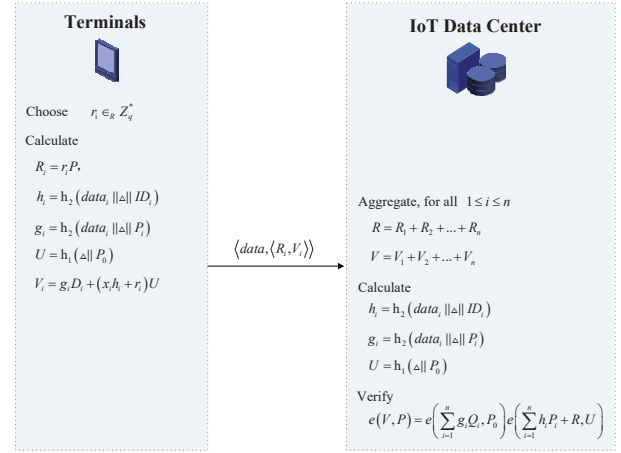 Terminals
Choose r_i ∈_R Z_q^*
Calculate
R_i = r_i P,
h_i = h_2 (data_i ||△|| ID_i)
g_i = h_2 (data_i ||△|| P_i)
U = h_1 (△|| P_0)
V_i = g_i D_i + (x_i h_i + r_i) U
⟨data, ⟨R_i, V_i⟩⟩
IoT Data Center
Aggregate, for all 1 ≤ i ≤ n
R = R_1 + R_2 + ... + R_n
V = V_1 + V_2 + ... + V_n
Calculate
h_i = h_2 (data_i ||△|| ID_i)
g_i = h_2 (data_i ||△|| P_i)
U = h_1 (△|| P_0)
Verify
e(V, P) = e(∑_{i=1}^{n} g_i Q_i, P_0) e(∑_{i=1}^{n} h_i P_i + R, U)